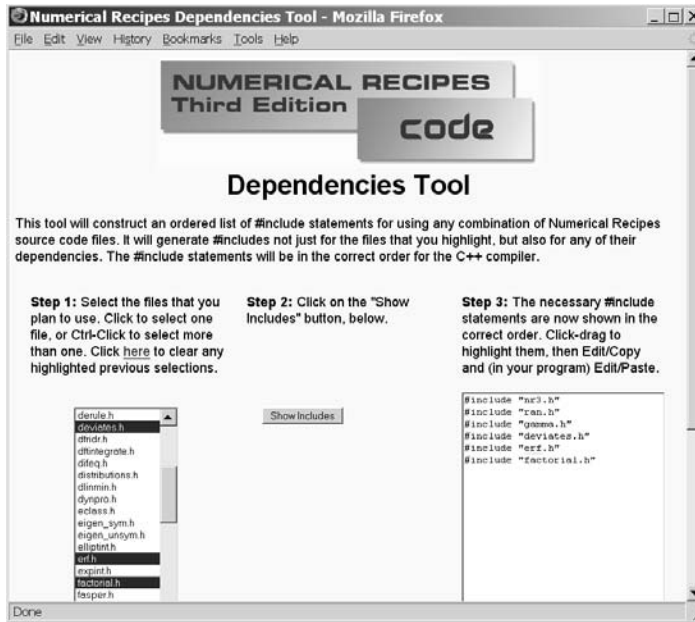 Numerical Recipes Dependencies Tool - Mozilla Firefox
File Edit View History Bookmarks Tools Help
NUMERICAL RECIPES
Third Edition
code
Dependencies Tool
This tool will construct an ordered list of #include statements for using any combination of Numerical Recipes
source code files. It will generate #includes not just for the files that you highlight, but also for any of their
dependencies. The #include statements will be in the correct order for the C++ compiler.
Step 1: Select the files that you
plan to use. Click to select one
file, or Ctrl-Click to select more
than one. Click here to clear any
highlighted previous selections.
Step 2: Click on the "Show
Includes" button, below.
Step 3: The necessary #include
statements are now shown in the
correct order. Click-drag to
highlight them, then Edit/Copy
and (in your program) Edit/Paste.
derule.h
deviates.h
dfridr.h
dftintegrate.h
difeq.h
distributions.h
dlinmin.h
dynpro.h
eclass.h
eigen_sym.h
eigen_unsym.h
elliptint.h
erf.h
expint.h
factorial.h
fasper.h
Show Includes
#include "nr3.h"
#include "ran.h"
#include "gamma.h"
#include "deviates.h"
#include "erf.h"
#include "factorial.h"
Done